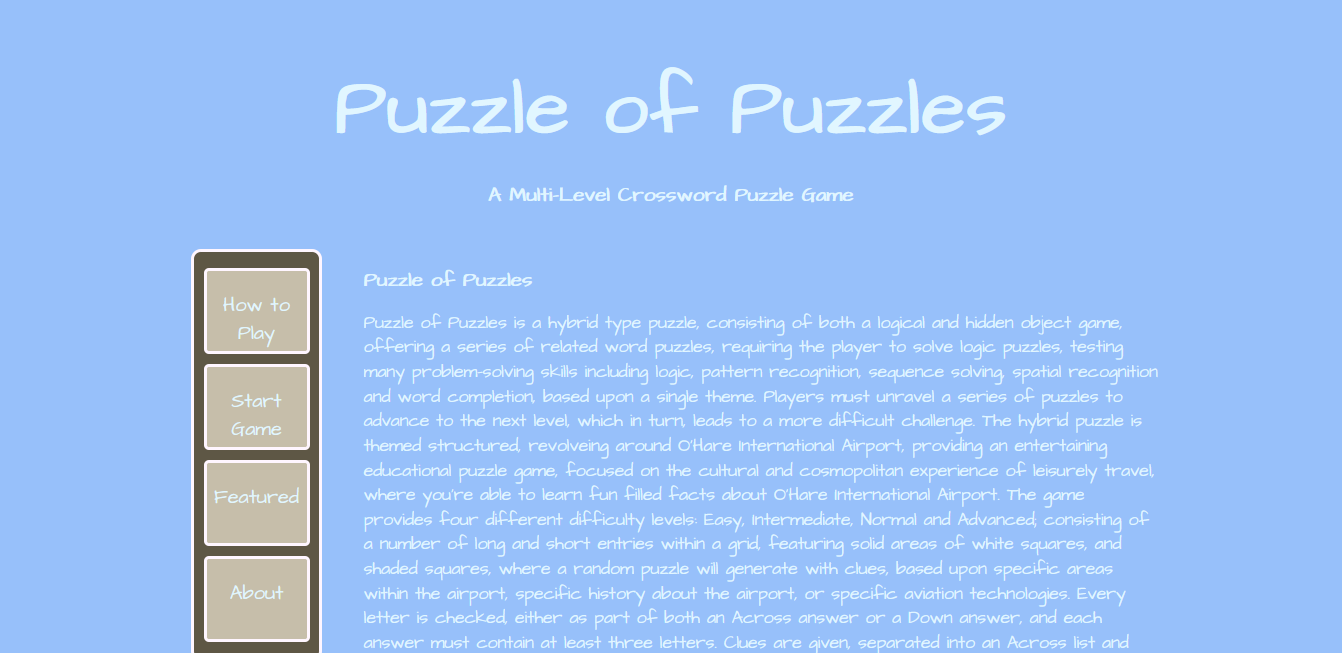 Puzzle of Puzzles
A Multi-Level Crossword Puzzle Game
How to
Play
Start
Game
Featured
About
Puzzle of Puzzles
Puzzle of Puzzles is a hybrid type puzzle, consisting of both a logical and hidden object game,
offering a series of related word puzzles, requiring the player to solve logic puzzles, testing
many problem-solving skills including logic, pattern recognition, sequence solving, spatial recognition
and word completion, based upon a single theme. Players must unravel a series of puzzles to
advance to the next level, which in turn, leads to a more difficult challenge. The hybrid puzzle is
themed structured, revolveing around O'Hare International Airport, providing an entertaining
educational puzzle game, focused on the cultural and cosmopolitan experience of leisurely travel,
where you're able to learn fun filled facts about O'Hare International Airport. The game
provides four different difficulty levels: Easy, Intermediate, Normal and Advanced; consisting of
a number of long and short entries within a grid, featuring solid areas of white squares, and
shaded squares, where a random puzzle will generate with clues, based upon specific areas
within the airport, specific history about the airport, or specific aviation technologies. Every
letter is checked, either as part of both an Across answer or a Down answer, and each
answer must contain at least three letters. Clues are given, separated into an Across list and